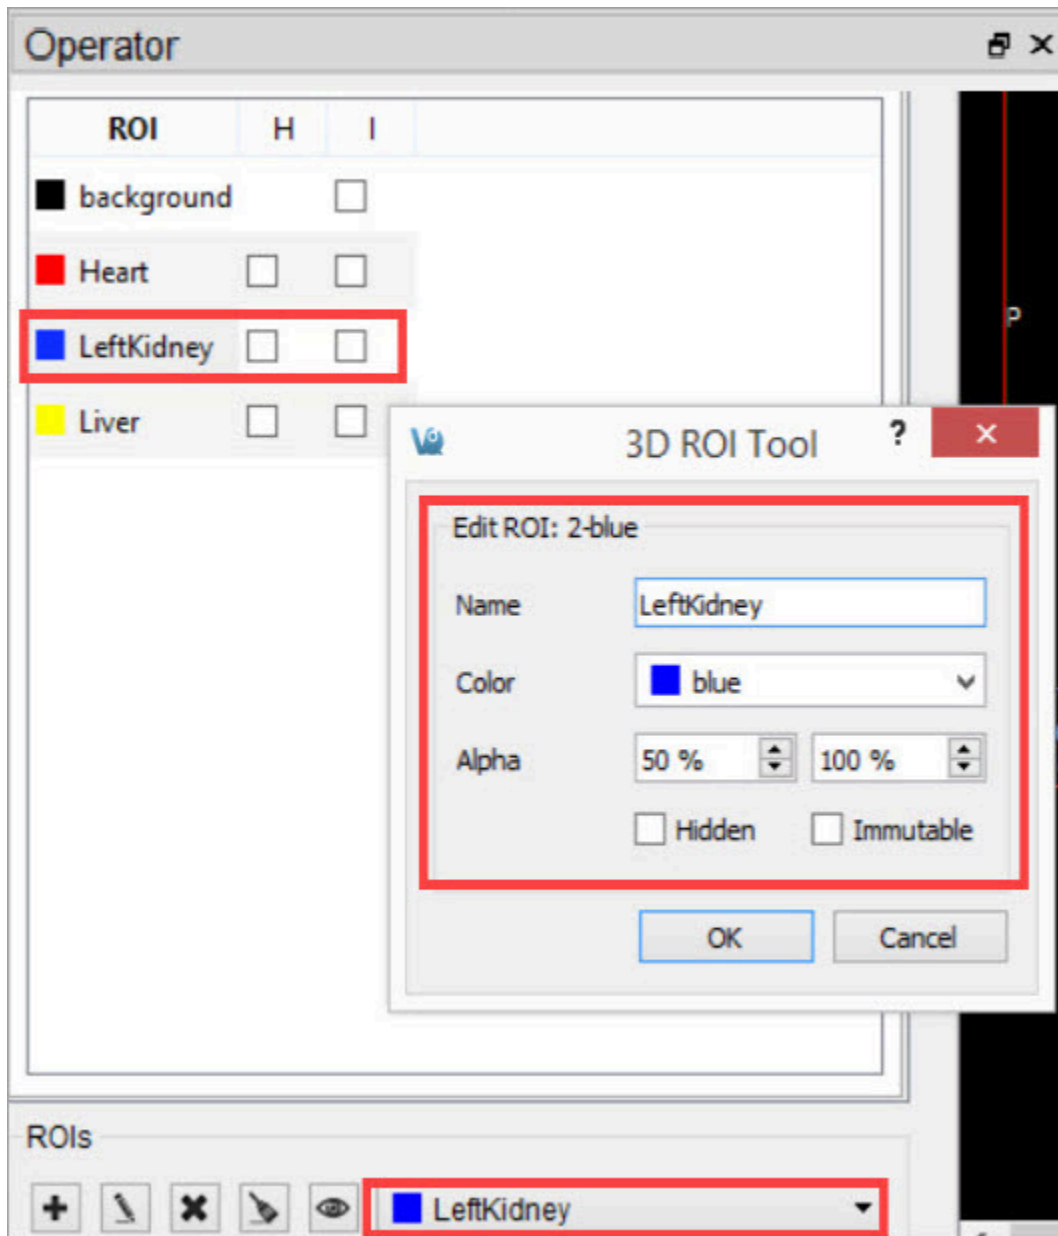 Operator
ROI H I
background
Heart
P
LeftKidney
Liver
3D ROI Tool ?
Edit ROI: 2-blue
Name LeftKidney
Color blue
Alpha 50 % 100 %
Hidden Immutable
OK Cancel
ROIs
LeftKidney